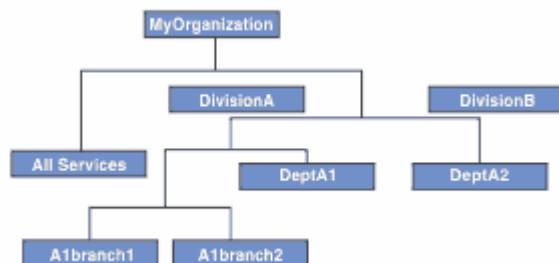 MyOrganization
DivisionA
DivisionB
All Services
DeptA1
DeptA2
A1branch1
A1branch2